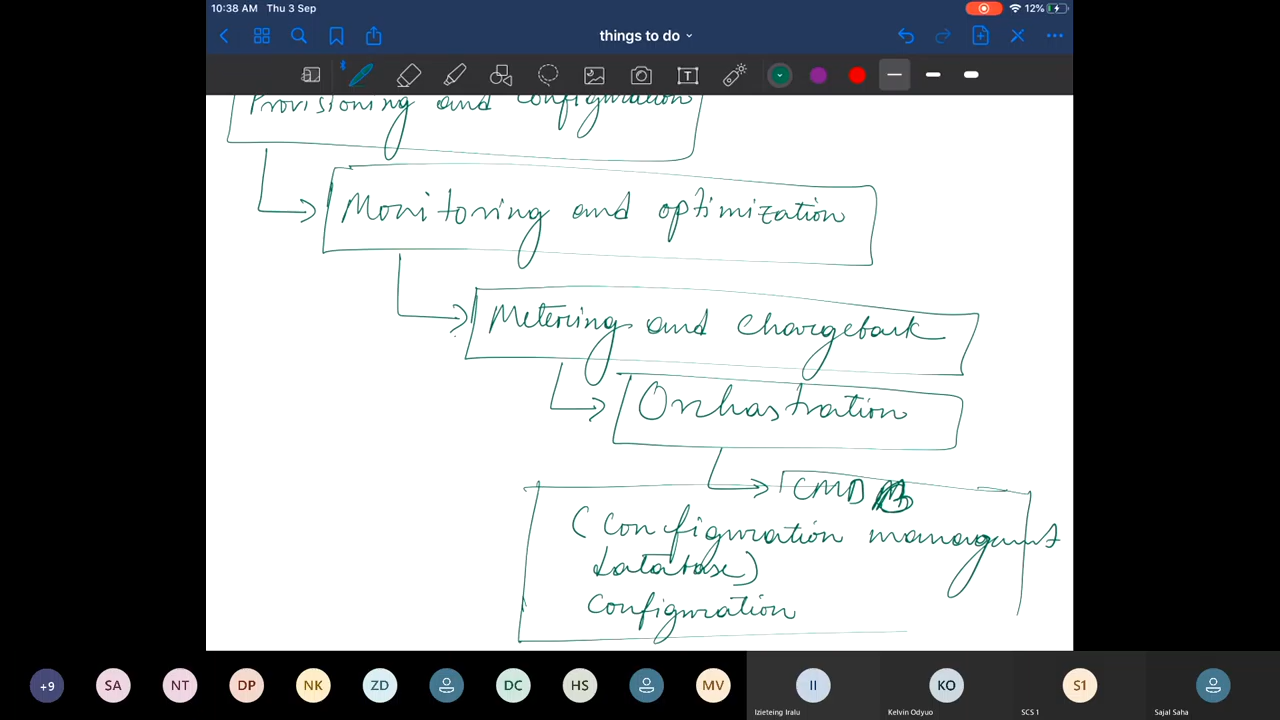 10:38 AM Thu 3 Sep
12%
things to do
T
Provisioning and configuration
Monitoring and optimization
Metering and chargeback
Orchastration
CMDB
(Configuration managament
database)
Configuration
+9 SA NT DP NK ZD DC HS MV II KO S1
Izieteing Iralu Kelvin Odyuo SCS 1 Sajal Saha